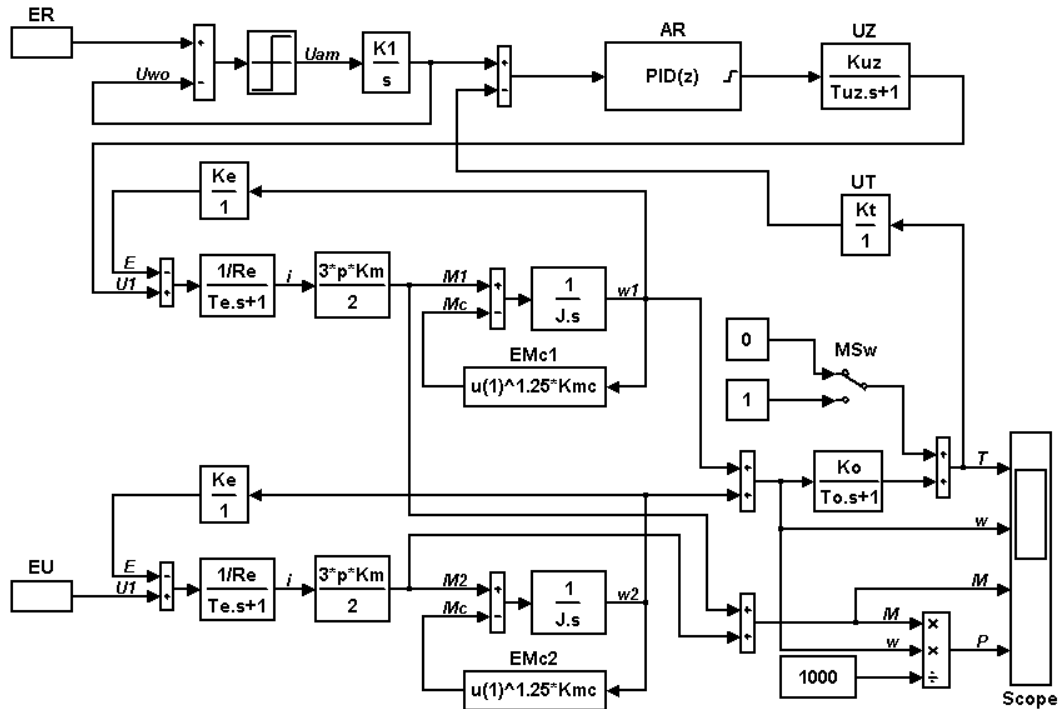 ER
AR
UZ
+
Uwo
-
Uam
K1
s
+
-
PID(z)
Kuz
Tuz.s+1
Ke
1
UT
Kt
1
E
-
U1
+
1/Re
Te.s+1
i
3*p*Km
2
M1
+
Mc
-
1
J.s
w1
EMc1
u(1)^1.25*Kmc
0
MSw
1
Ke
1
+
+
Ko
To.s+1
+
+
T
w
EU
E
-
U1
+
1/Re
Te.s+1
i
3*p*Km
2
M2
+
Mc
-
1
J.s
w2
EMc2
u(1)^1.25*Kmc
+
+
M
M
×
w
×
1000
÷
P
Scope